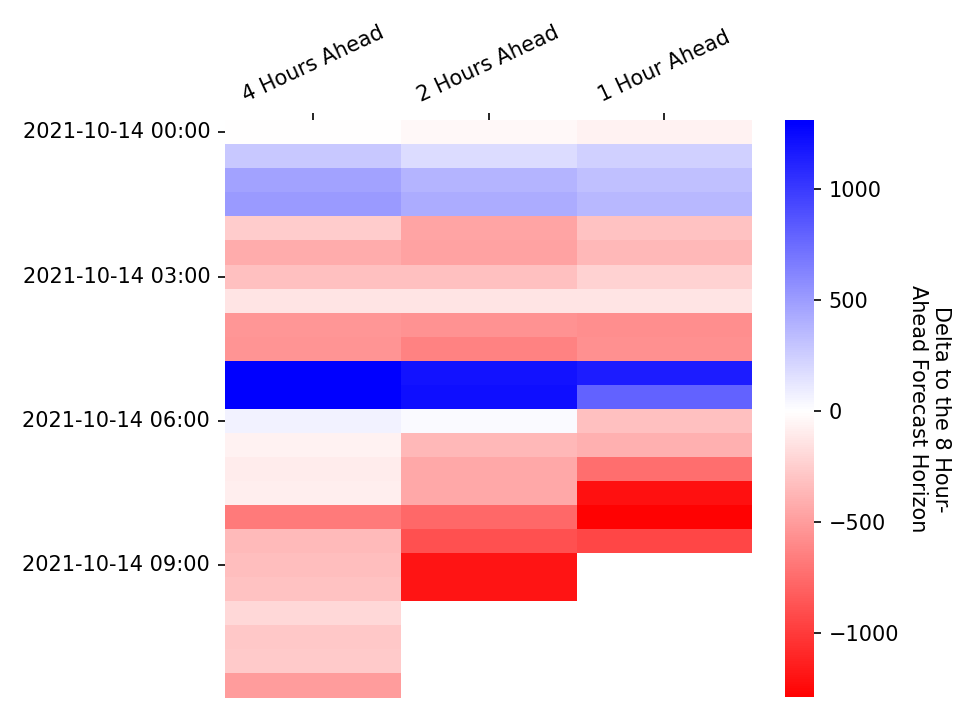 4 Hours Ahead
2 Hours Ahead
1 Hour Ahead
2021-10-14 00:00
2021-10-14 03:00
2021-10-14 06:00
2021-10-14 09:00
1000
500
0
−500
−1000
Delta to the 8 Hour-
Ahead Forecast Horizon